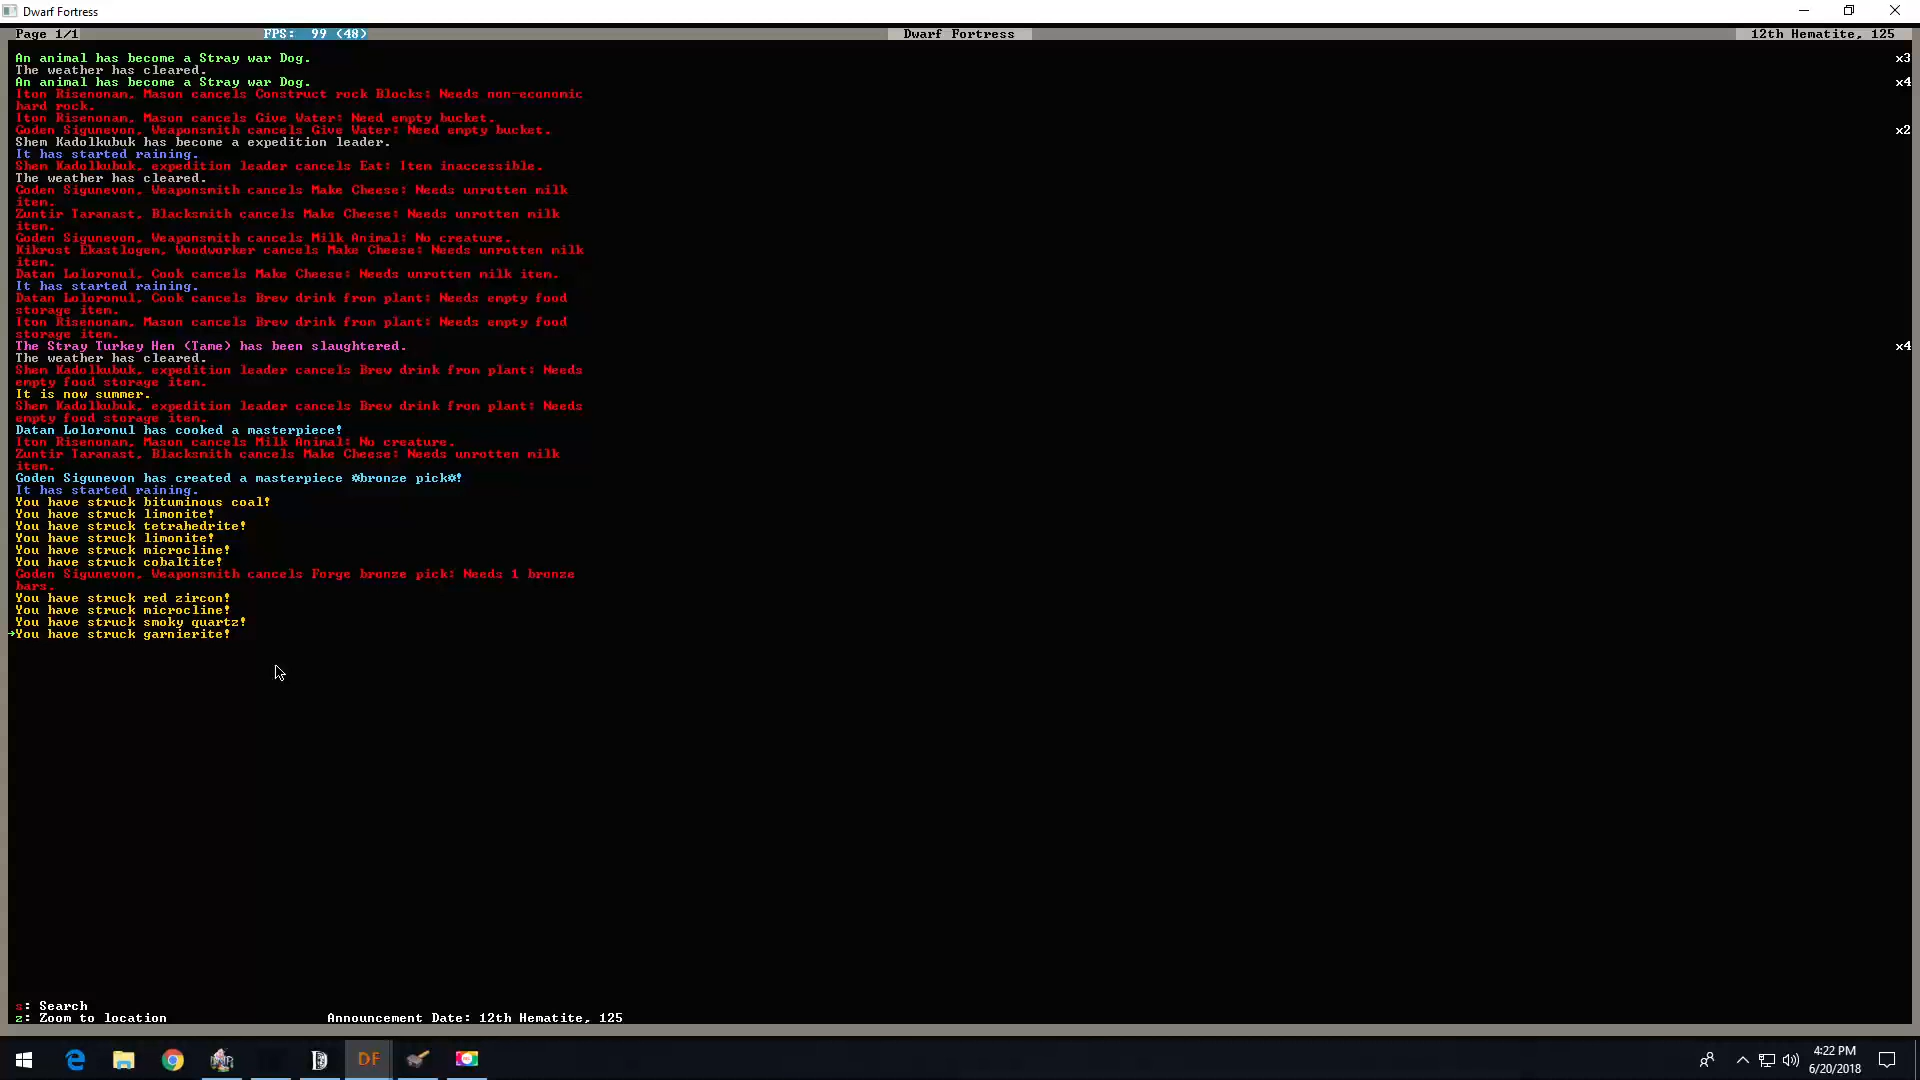 Dwarf Fortress
Page 1/1 FPS: 99 (48) Dwarf Fortress 12th Hematite, 125
An animal has become a Stray war Dog. x3
The weather has cleared.
An animal has become a Stray war Dog. x4
Iton Risenonam, Mason cancels Construct rock Blocks: Needs non-economic
hard rock.
Iton Risenonam, Mason cancels Give Water: Need empty bucket.
Goden Sigunevon, Weaponsmith cancels Give Water: Need empty bucket. x2
Shem Kadolkubuk has become a expedition leader.
It has started raining.
Shem Kadolkubuk, expedition leader cancels Eat: Item inaccessible.
The weather has cleared.
Goden Sigunevon, Weaponsmith cancels Make Cheese: Needs unrotten milk
item.
Zuntir Taranast, Blacksmith cancels Make Cheese: Needs unrotten milk
item.
Goden Sigunevon, Weaponsmith cancels Milk Animal: No creature.
Kikrost Ekastlogem, Woodworker cancels Make Cheese: Needs unrotten milk
item.
Datan Loloronul, Cook cancels Make Cheese: Needs unrotten milk item.
It has started raining.
Datan Loloronul, Cook cancels Brew drink from plant: Needs empty food
storage item.
Iton Risenonam, Mason cancels Brew drink from plant: Needs empty food
storage item.
The Stray Turkey Hen (Tame) has been slaughtered. x4
The weather has cleared.
Shem Kadolkubuk, expedition leader cancels Brew drink from plant: Needs
empty food storage item.
It is now summer.
Shem Kadolkubuk, expedition leader cancels Brew drink from plant: Needs
empty food storage item.
Datan Loloronul has cooked a masterpiece!
Iton Risenonam, Mason cancels Milk Animal: No creature.
Zuntir Taranast, Blacksmith cancels Make Cheese: Needs unrotten milk
item.
Goden Sigunevon has created a masterpiece ☼bronze pick☼!
It has started raining.
You have struck bituminous coal!
You have struck limonite!
You have struck tetrahedrite!
You have struck limonite!
You have struck microcline!
You have struck cobaltite!
Goden Sigunevon, Weaponsmith cancels Forge bronze pick: Needs 1 bronze
bars.
You have struck red zircon!
You have struck microcline!
You have struck smoky quartz!
→You have struck garnierite!
s: Search
z: Zoom to location Announcement Date: 12th Hematite, 125
DF
4:22 PM
6/20/2018